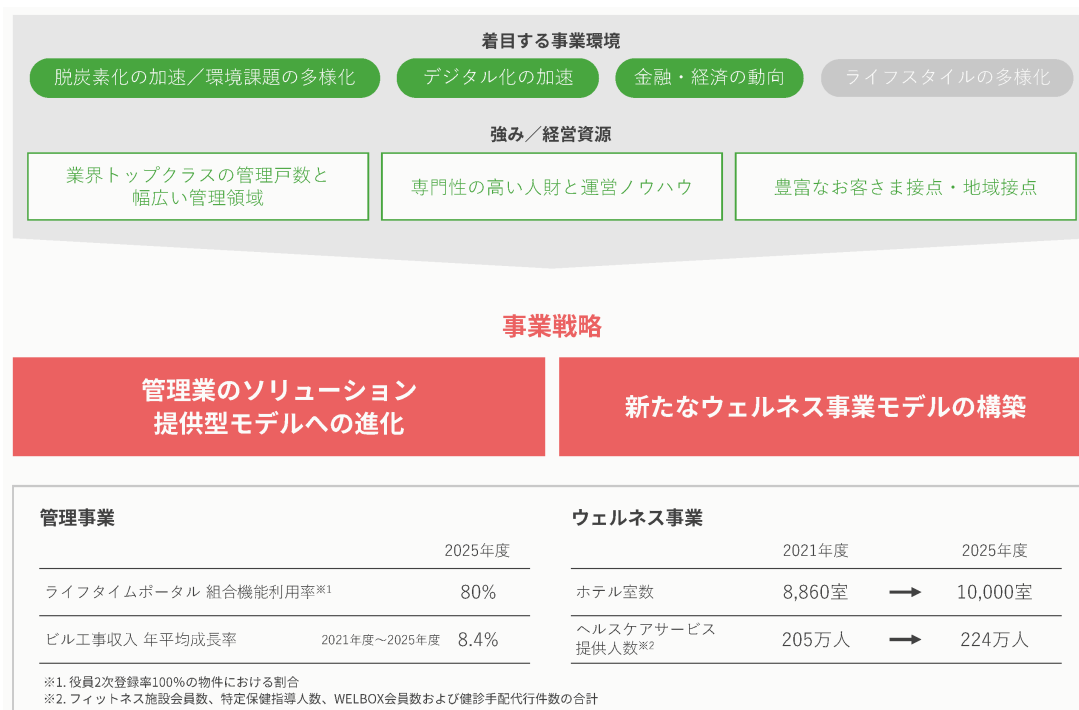 着目する事業環境
脱炭素化の加速／環境課題の多様化
デジタル化の加速
金融・経済の動向
ライフスタイルの多様化
強み／経営資源
業界トップクラスの管理戸数と
幅広い管理領域
専門性の高い人財と運営ノウハウ
豊富なお客さま接点・地域接点
事業戦略
管理業のソリューション
提供型モデルへの進化
新たなウェルネス事業モデルの構築
管理事業
2025年度
ライフタイムポータル 組合機能利用率※1 80%
ビル工事収入 年平均成長率 2021年度～2025年度 8.4%
ウェルネス事業
2021年度 2025年度
ホテル室数 8,860室 → 10,000室
ヘルスケアサービス
提供人数※2 205万人 → 224万人
※1. 役員2次登録率100%の物件における割合
※2. フィットネス施設会員数、特定保健指導人数、WELBOX会員数および健診手配代行件数の合計